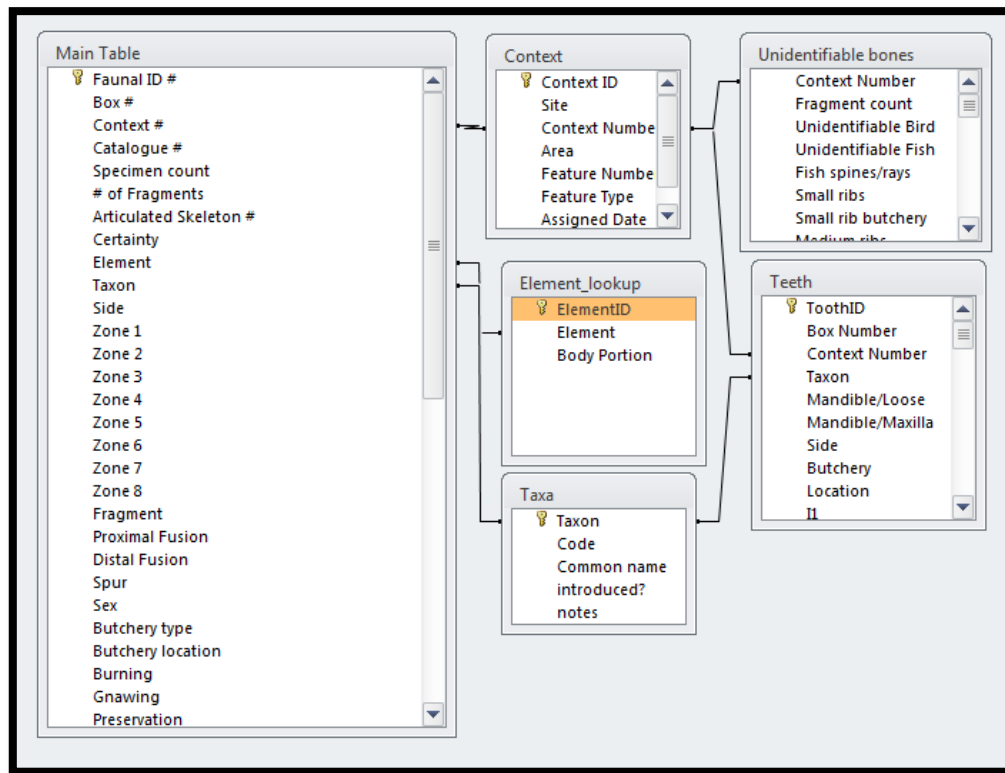 Main Table
Faunal ID #
Box #
Context #
Catalogue #
Specimen count
# of Fragments
Articulated Skeleton #
Certainty
Element
Taxon
Side
Zone 1
Zone 2
Zone 3
Zone 4
Zone 5
Zone 6
Zone 7
Zone 8
Fragment
Proximal Fusion
Distal Fusion
Spur
Sex
Butchery type
Butchery location
Burning
Gnawing
Preservation
Context
Context ID
Site
Context Numbe
Area
Feature Numbe
Feature Type
Assigned Date
Element_lookup
ElementID
Element
Body Portion
Taxa
Taxon
Code
Common name
introduced?
notes
Unidentifiable bones
Context Number
Fragment count
Unidentifiable Bird
Unidentifiable Fish
Fish spines/rays
Small ribs
Small rib butchery
Medium ribs
Teeth
ToothID
Box Number
Context Number
Taxon
Mandible/Loose
Mandible/Maxilla
Side
Butchery
Location
I1